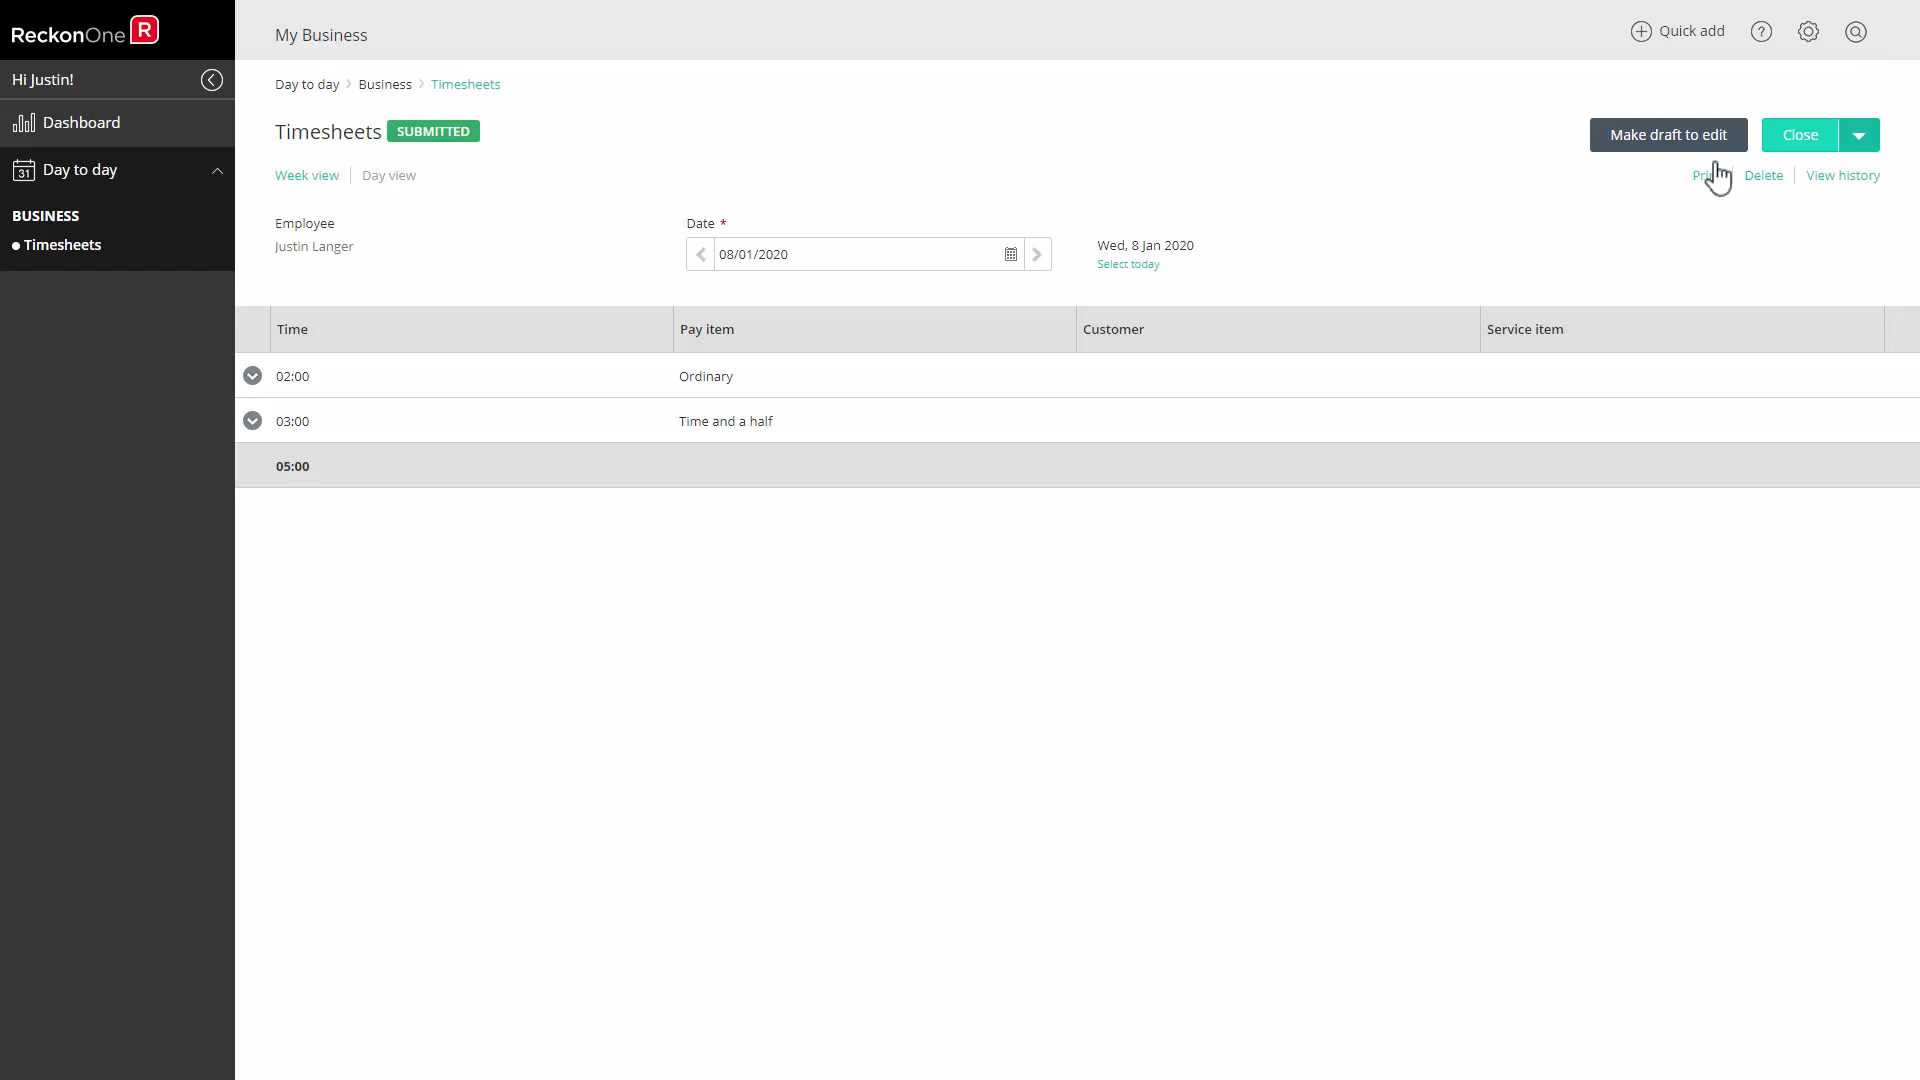 ReckonOne R
My Business
Quick add
Hi Justin!
Dashboard
31 Day to day
BUSINESS
Timesheets
Day to day > Business > Timesheets
Timesheets SUBMITTED
Make draft to edit
Close
Week view | Day view
Delete | View history
Employee
Justin Langer
Date *
08/01/2020
Wed, 8 Jan 2020
Select today
Time Pay item Customer Service item
02:00 Ordinary
03:00 Time and a half
05:00